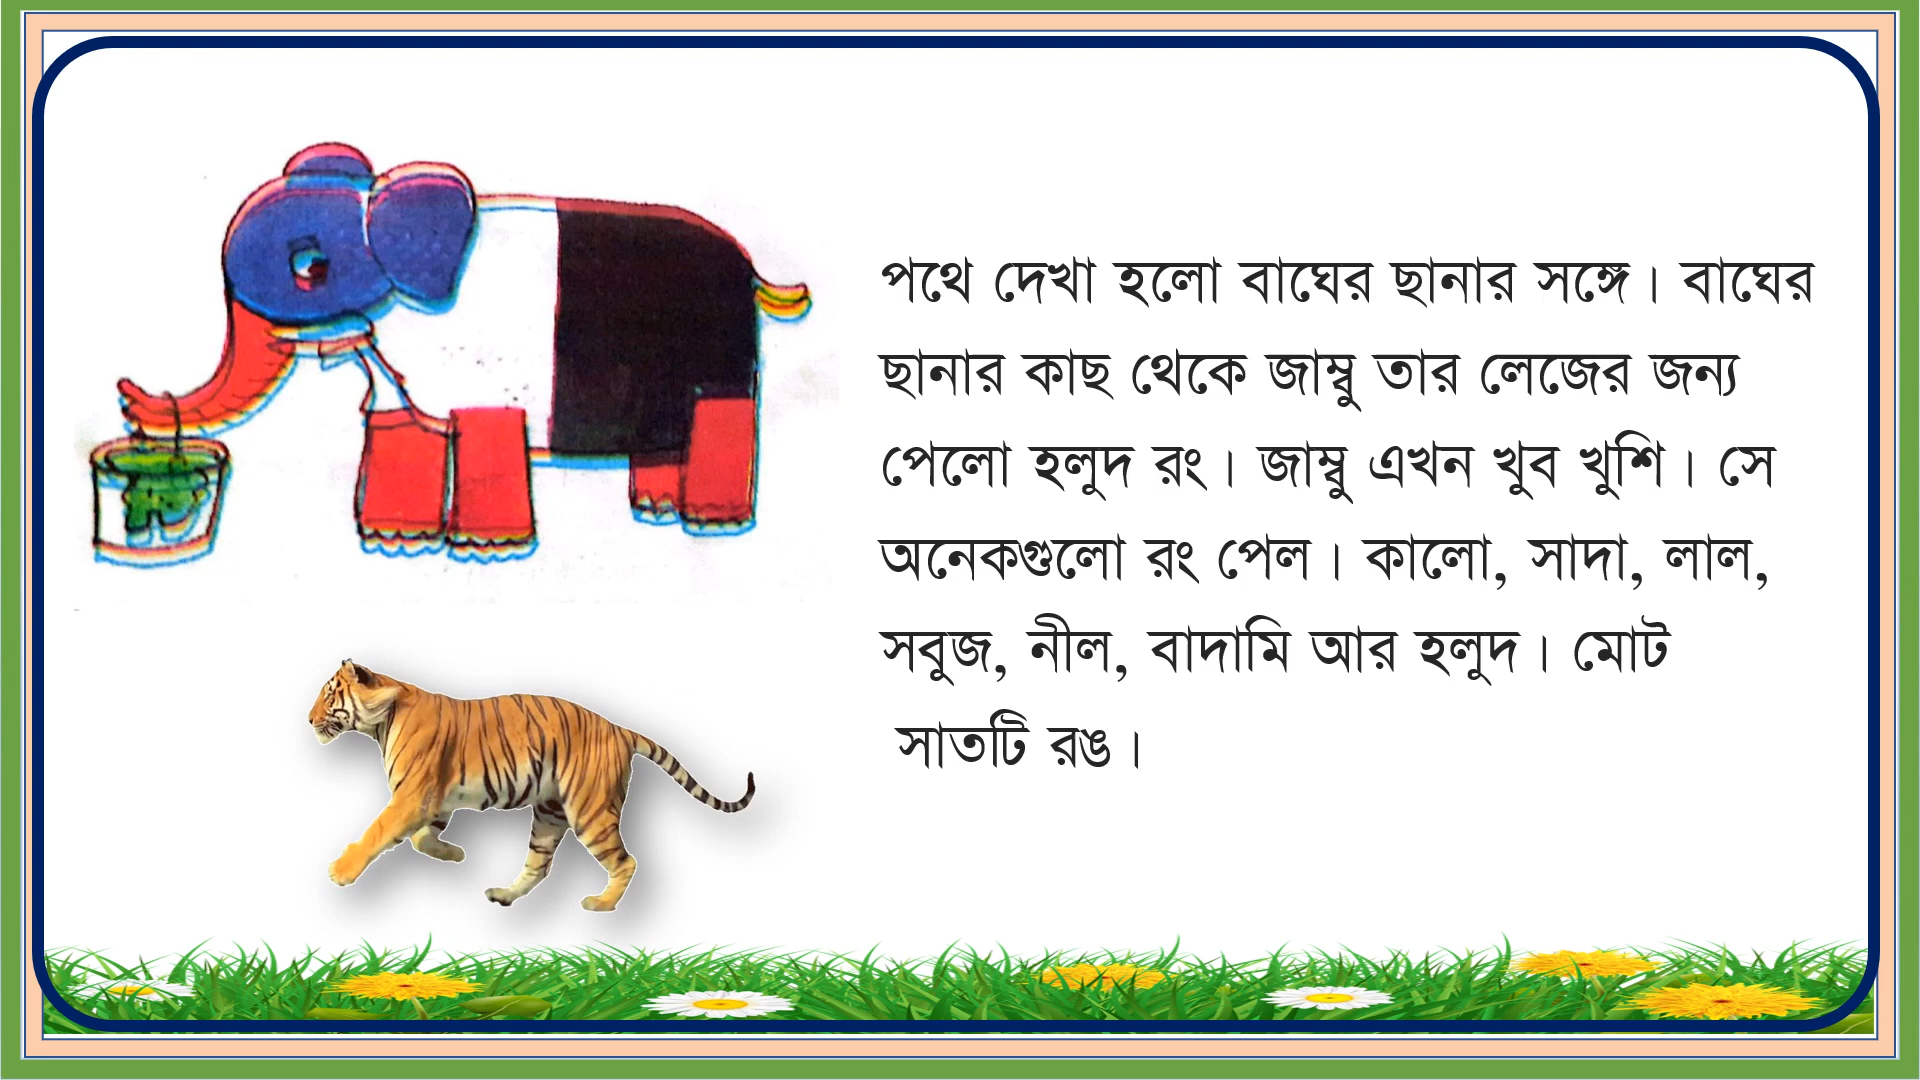 পথে দেখা হলো বাঘের ছানার সঙ্গে। বাঘের
ছানার কাছ থেকে জাম্বু তার লেজের জন্য
পেলো হলুদ রং। জাম্বু এখন খুব খুশি। সে
অনেকগুলো রং পেল। কালো, সাদা, লাল,
সবুজ, নীল, বাদামি আর হলুদ। মোট
সাতটি রঙ।